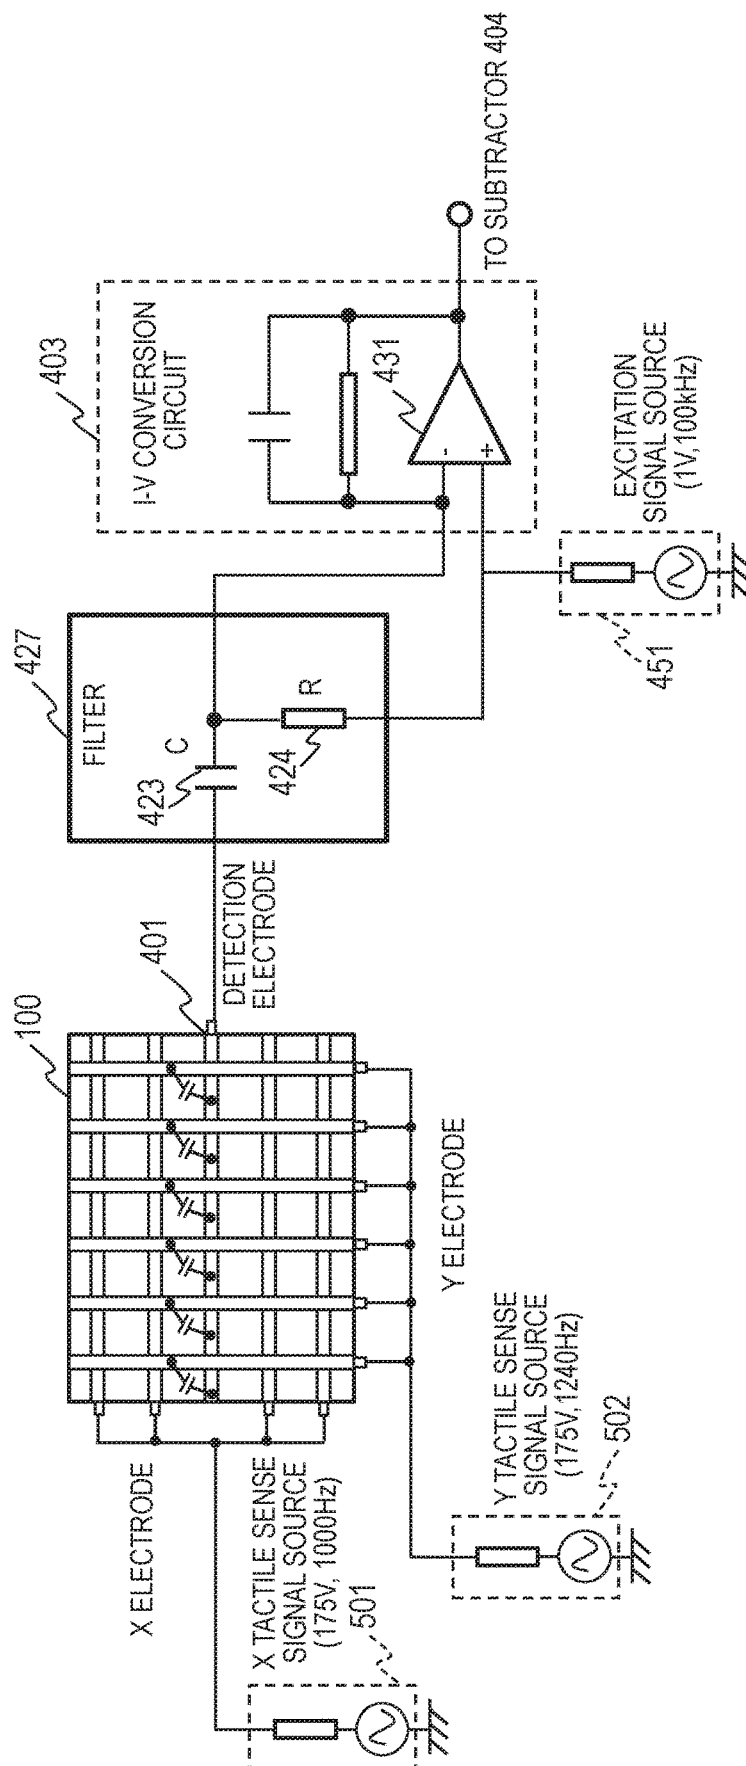 X ELECTRODE
X TACTILE SENSE
SIGNAL SOURCE
(175V, 1000Hz)
501
Y TACTILE SENSE
SIGNAL SOURCE
(175V,1240Hz)
502
Y ELECTRODE
100
401
DETECTION
ELECTRODE
427
FILTER
C
423
R
424
403
I-V CONVERSION
CIRCUIT
431
-
+
EXCITATION
SIGNAL SOURCE
(1V,100kHz)
451
TO SUBTRACTOR 404